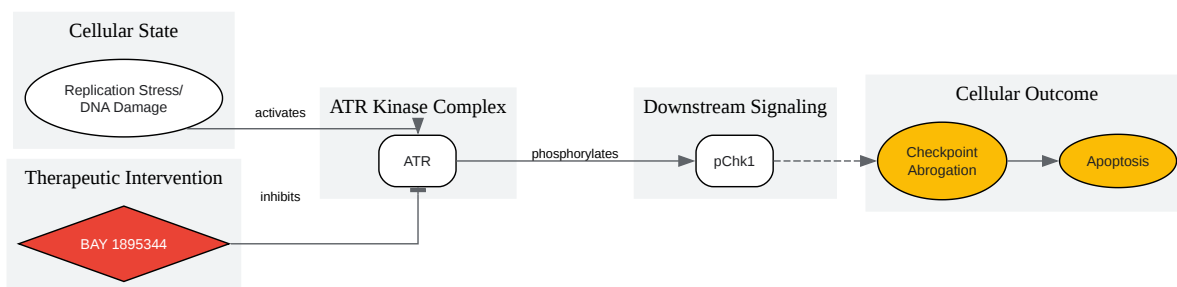 Cellular State
Replication Stress/
DNA Damage
activates
Therapeutic Intervention
BAY 1895344
inhibits
ATR Kinase Complex
ATR
phosphorylates
Downstream Signaling
pChk1
Cellular Outcome
Checkpoint
Abrogation
Apoptosis